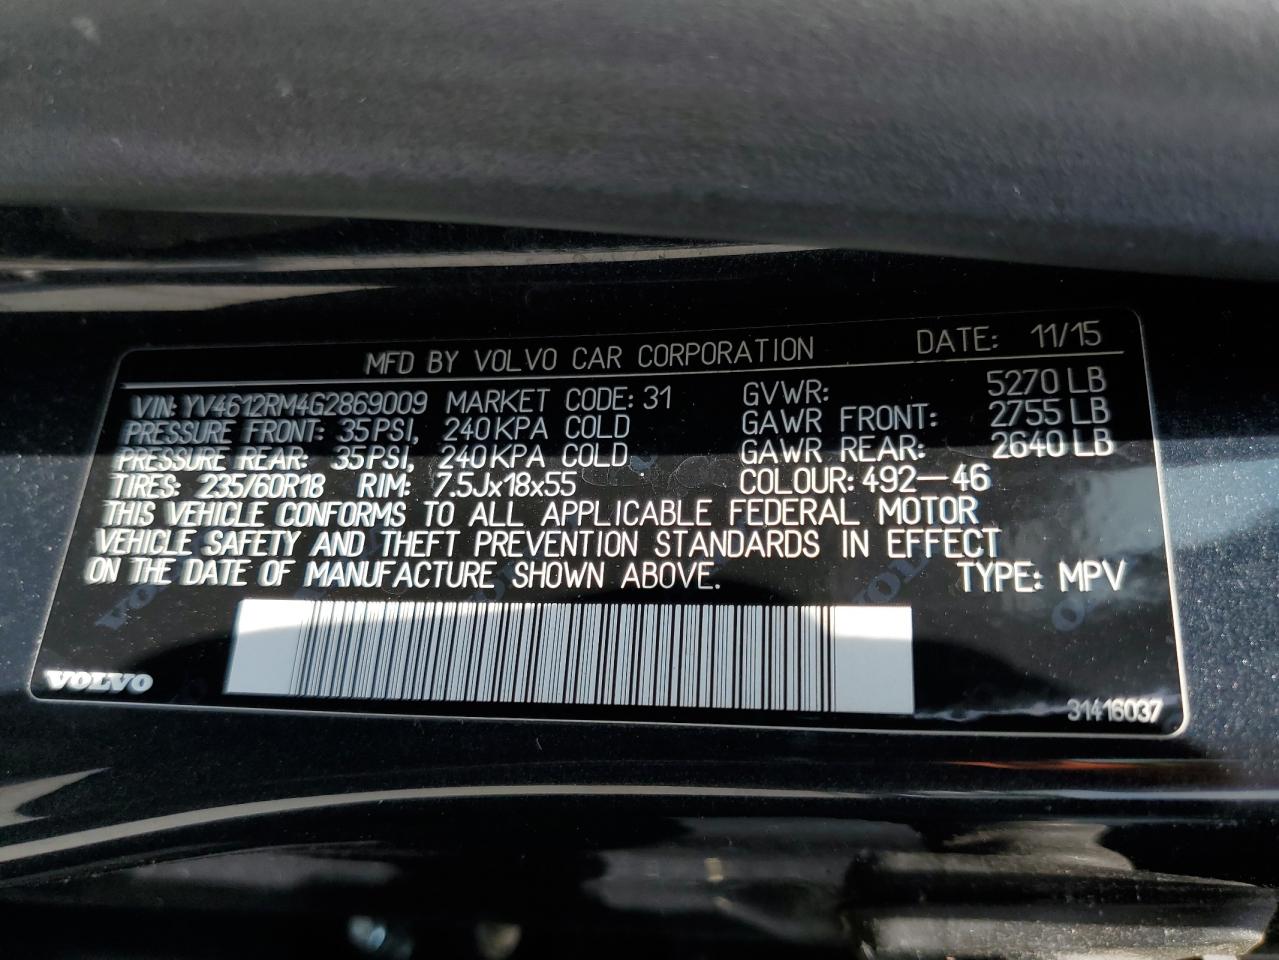 MFD BY VOLVO CAR CORPORATION DATE: 11/15
VIN: YV4612RM4G2869009 MARKET CODE: 31 GVWR: 5270 LB
PRESSURE FRONT: 35 PSI, 240 KPA COLD GAWR FRONT: 2755 LB
PRESSURE REAR: 35 PSI, 240 KPA COLD GAWR REAR: 2640 LB
TIRES: 235/60R18 RIM: 7.5Jx18x55 COLOUR: 492-46
THIS VEHICLE CONFORMS TO ALL APPLICABLE FEDERAL MOTOR
VEHICLE SAFETY AND THEFT PREVENTION STANDARDS IN EFFECT
ON THE DATE OF MANUFACTURE SHOWN ABOVE. TYPE: MPV
VOLVO
31416037